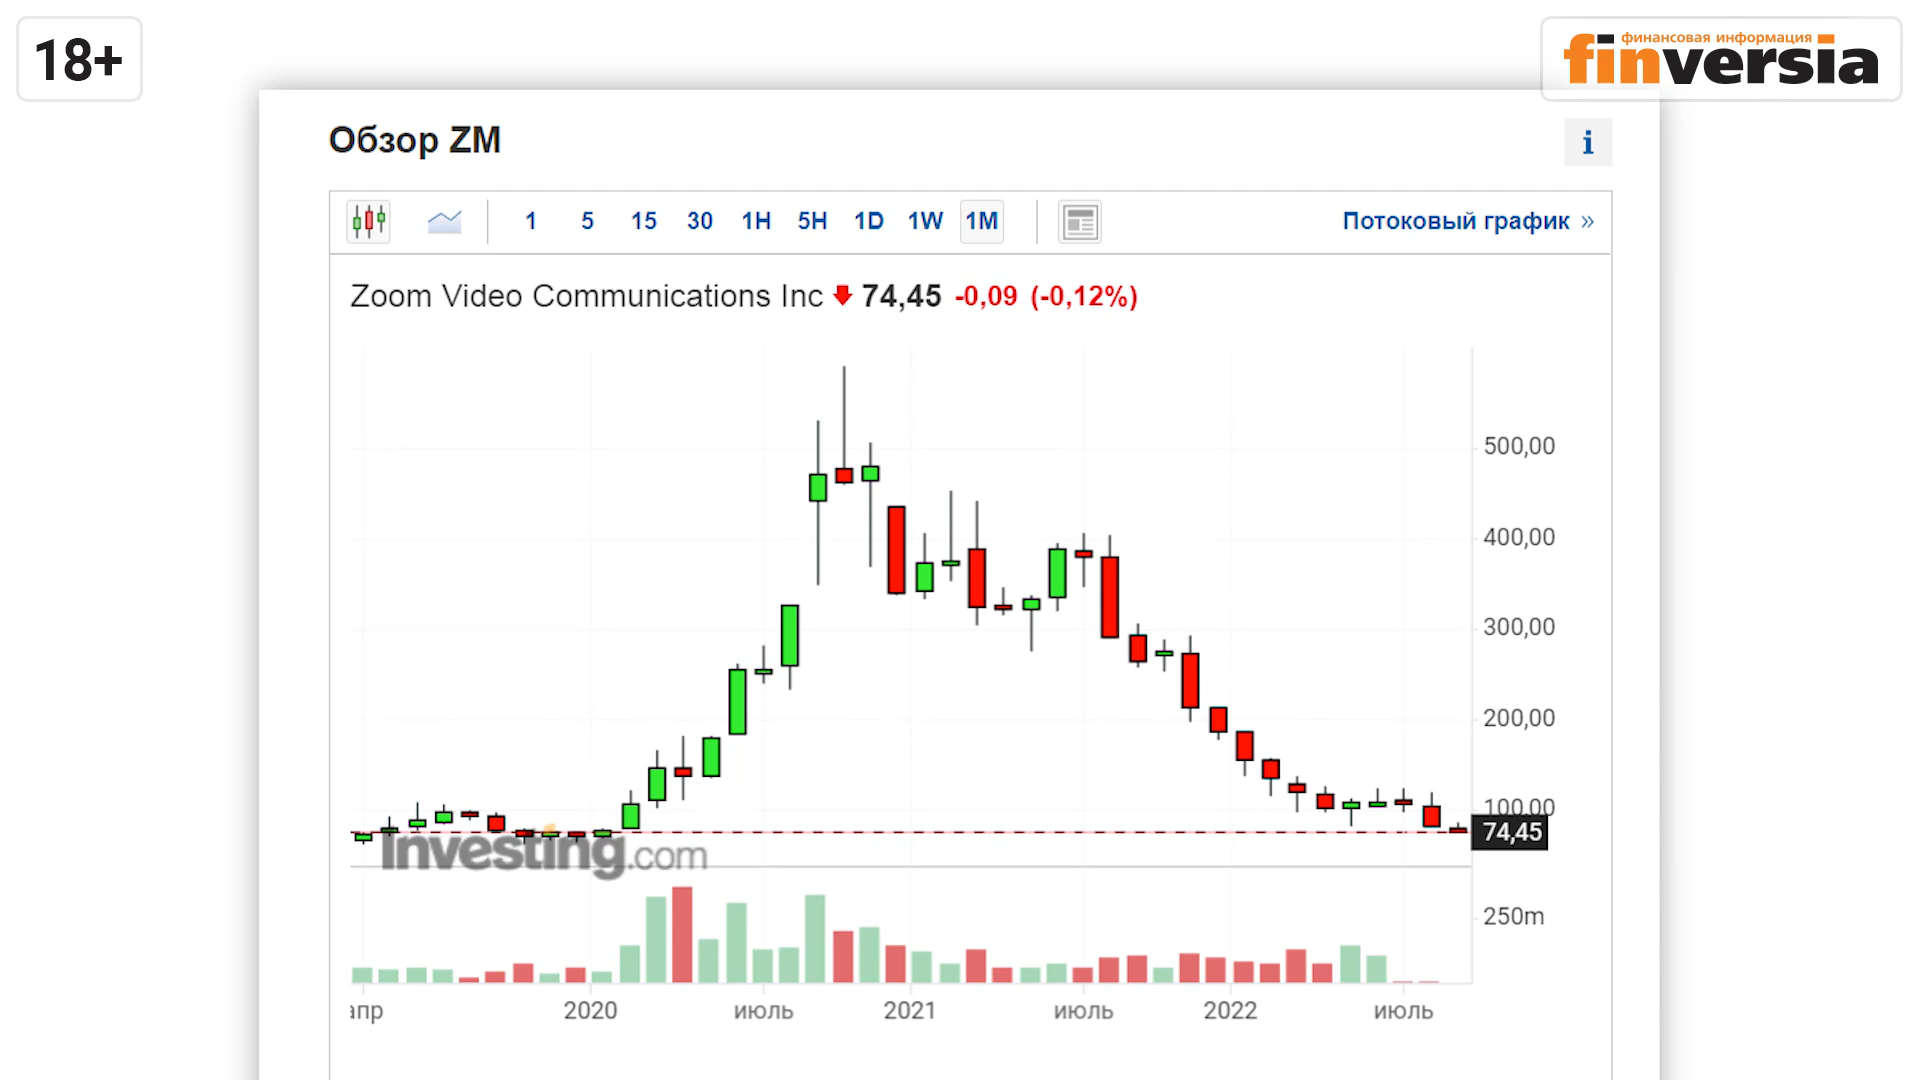 18+
финансовая информация
finversia
Обзор ZM
i
1 5 15 30 1H 5H 1D 1W 1M
Потоковый график »
Zoom Video Communications Inc 74,45 -0,09 (-0,12%)
500,00
400,00
300,00
200,00
100,00
74,45
Investing.com
250m
апр 2020 июль 2021 июль 2022 июль